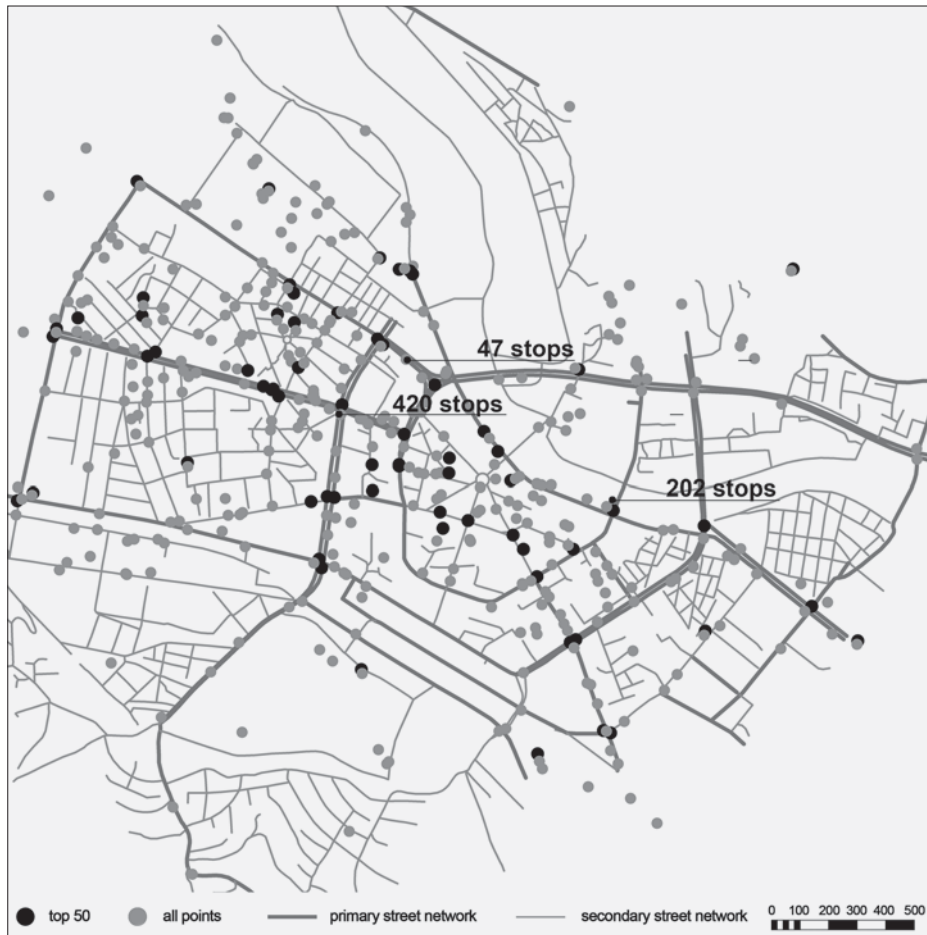 47 stops
420 stops
202 stops
top 50 all points primary street network secondary street network 0 100 200 300 400 500